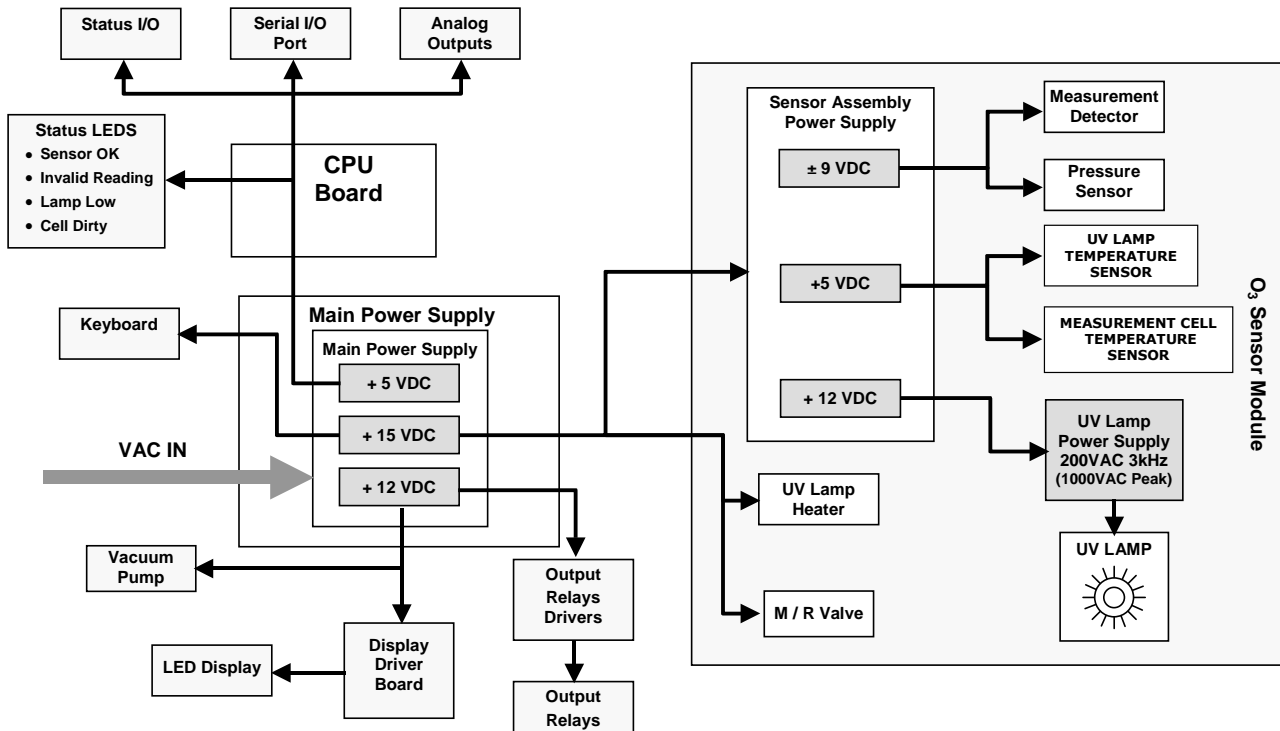 Status I/O
Serial I/O
Port
Analog
Outputs
Status LEDS
• Sensor OK
• Invalid Reading
• Lamp Low
• Cell Dirty
CPU
Board
Keyboard
Main Power Supply
Main Power Supply
+ 5 VDC
+ 15 VDC
+ 12 VDC
VAC IN
Vacuum
Pump
LED Display
Display
Driver
Board
Output
Relays
Drivers
Output
Relays
Sensor Assembly
Power Supply
± 9 VDC
+5 VDC
+ 12 VDC
Measurement
Detector
Pressure
Sensor
UV LAMP
TEMPERATURE
SENSOR
MEASUREMENT CELL
TEMPERATURE
SENSOR
UV Lamp
Power Supply
200VAC 3kHz
(1000VAC Peak)
UV LAMP
UV Lamp
Heater
M / R Valve
O₃ Sensor Module